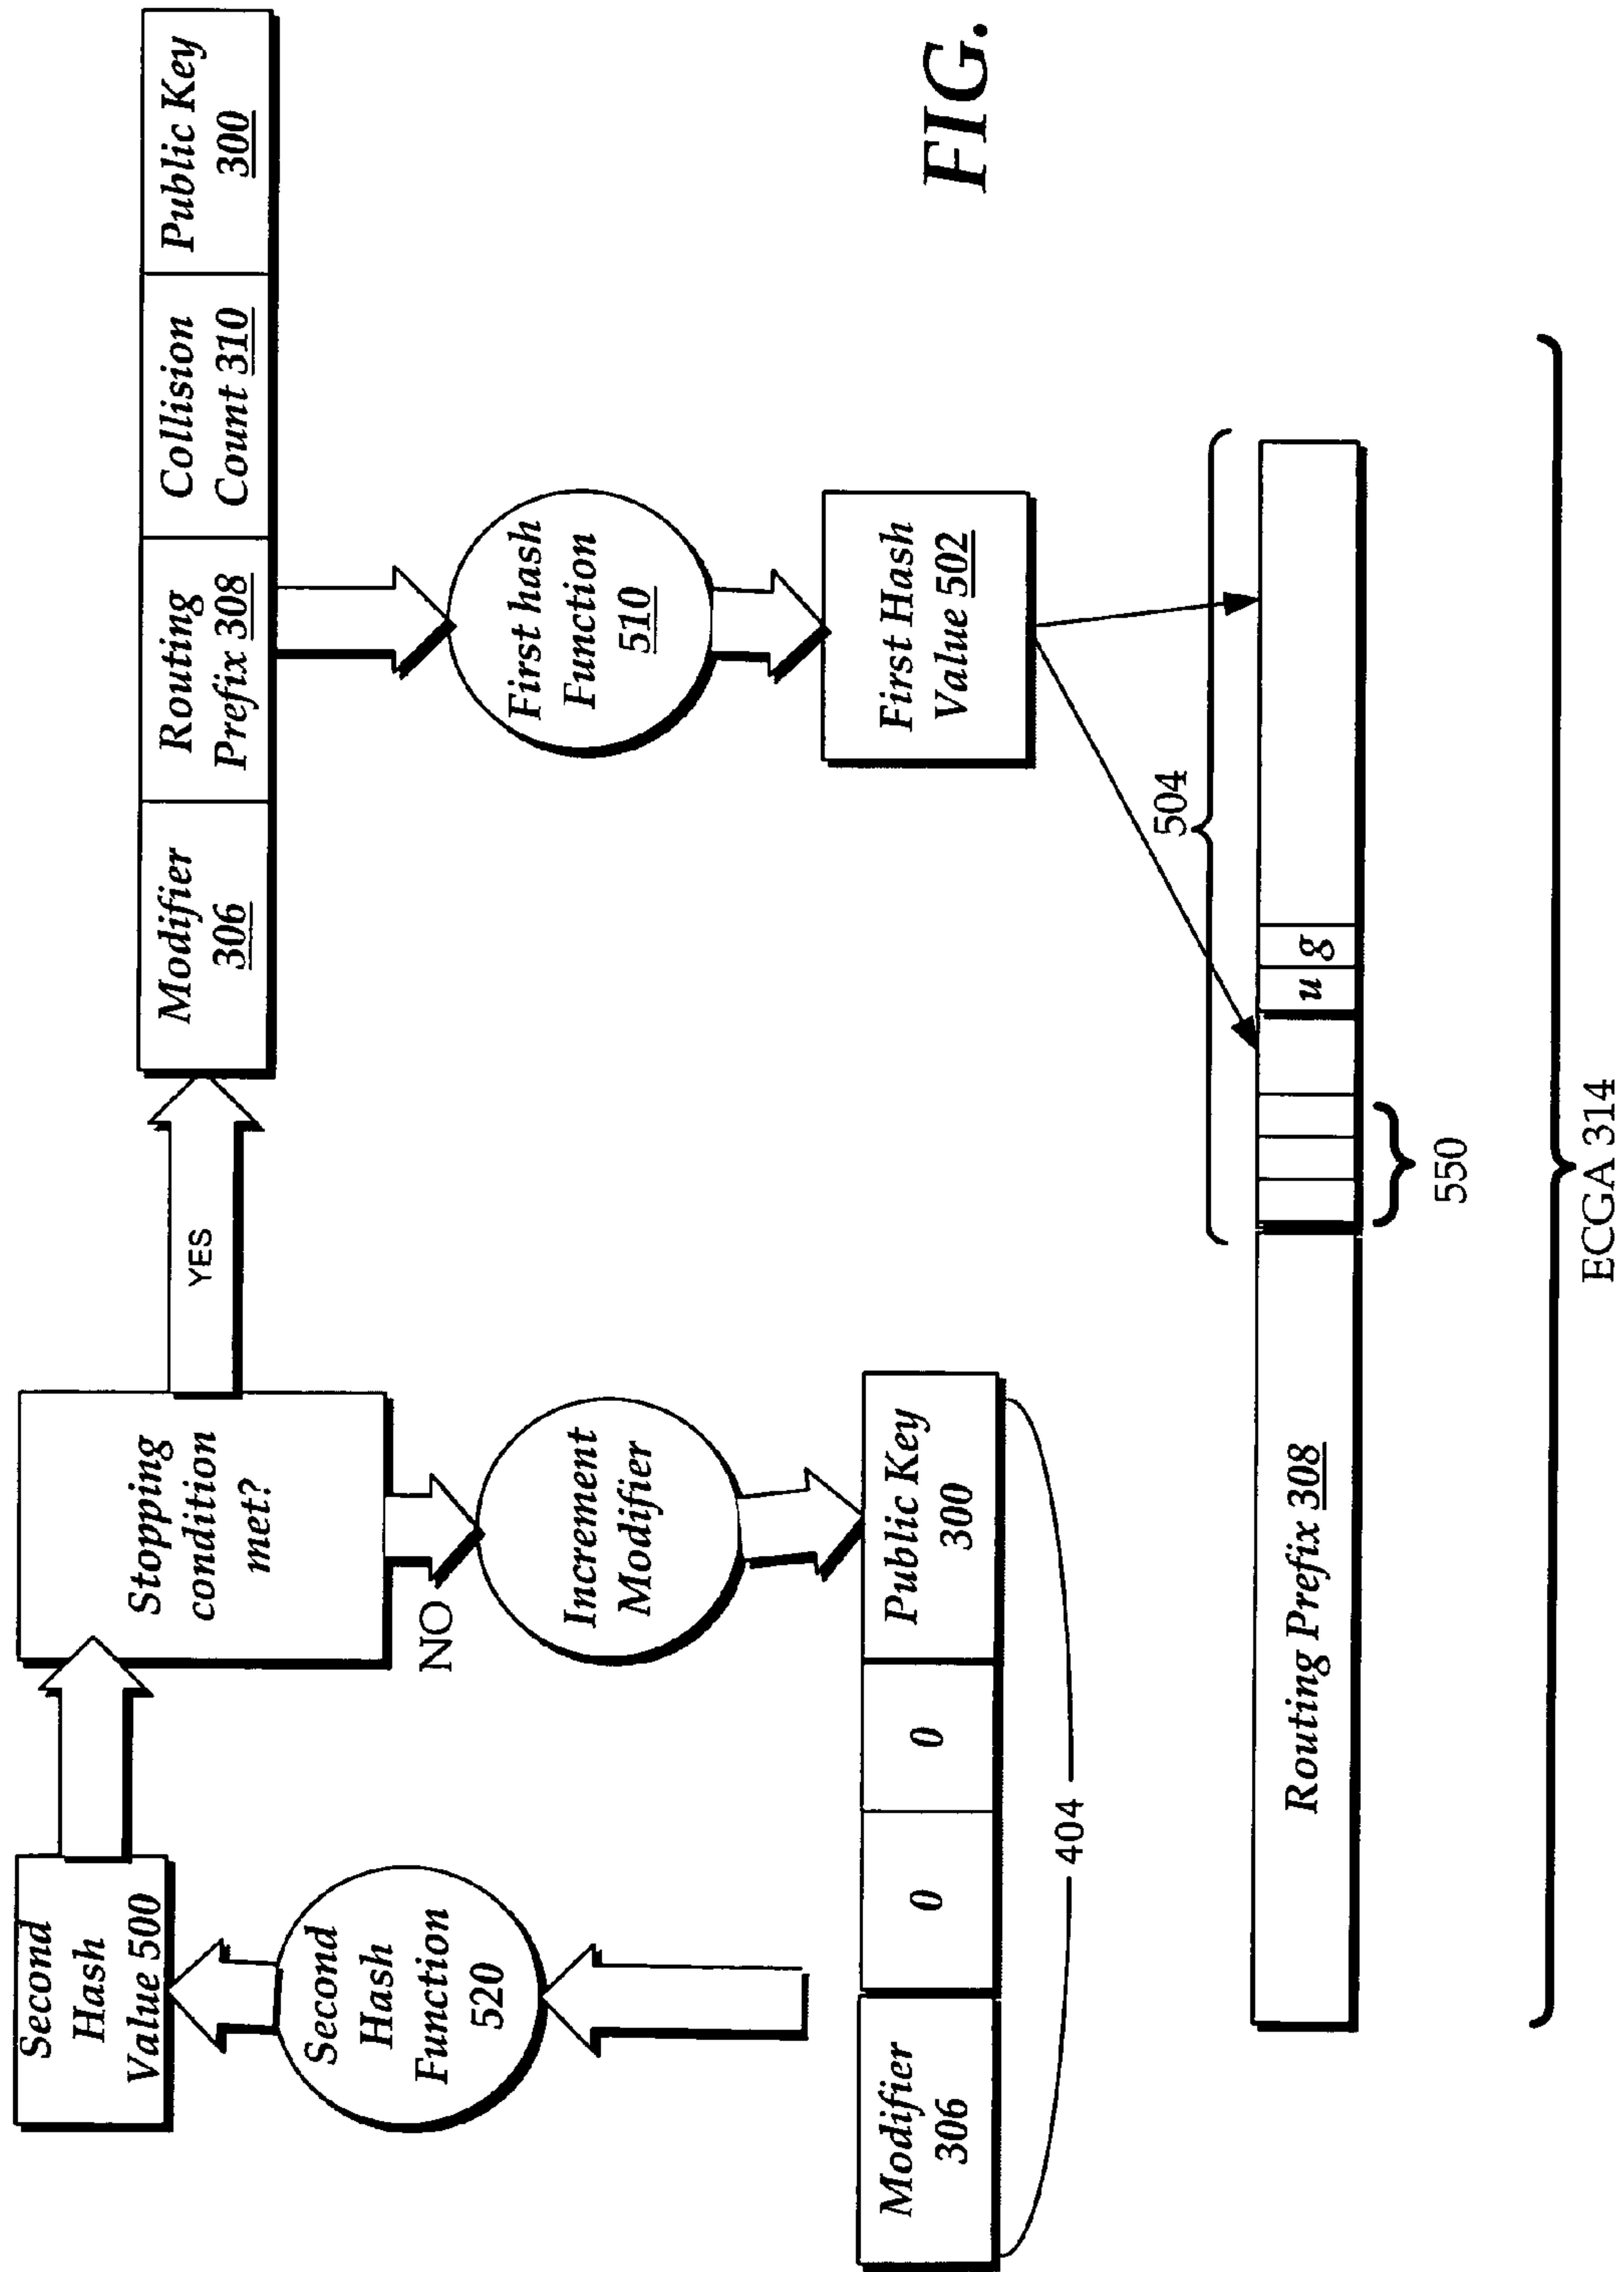 Second
Hash
Value 500
Stopping
condition
met?
YES
Modifier
306
Routing
Prefix 308
Collision
Count 310
Public Key
300
Second
Hash
Function
520
NO
Increment
Modifier
First hash
Function
510
Modifier
306
0
0
Public Key
300
404
First Hash
Value 502
FIG.
504
Routing Prefix 308
u
g
550
ECGA 314